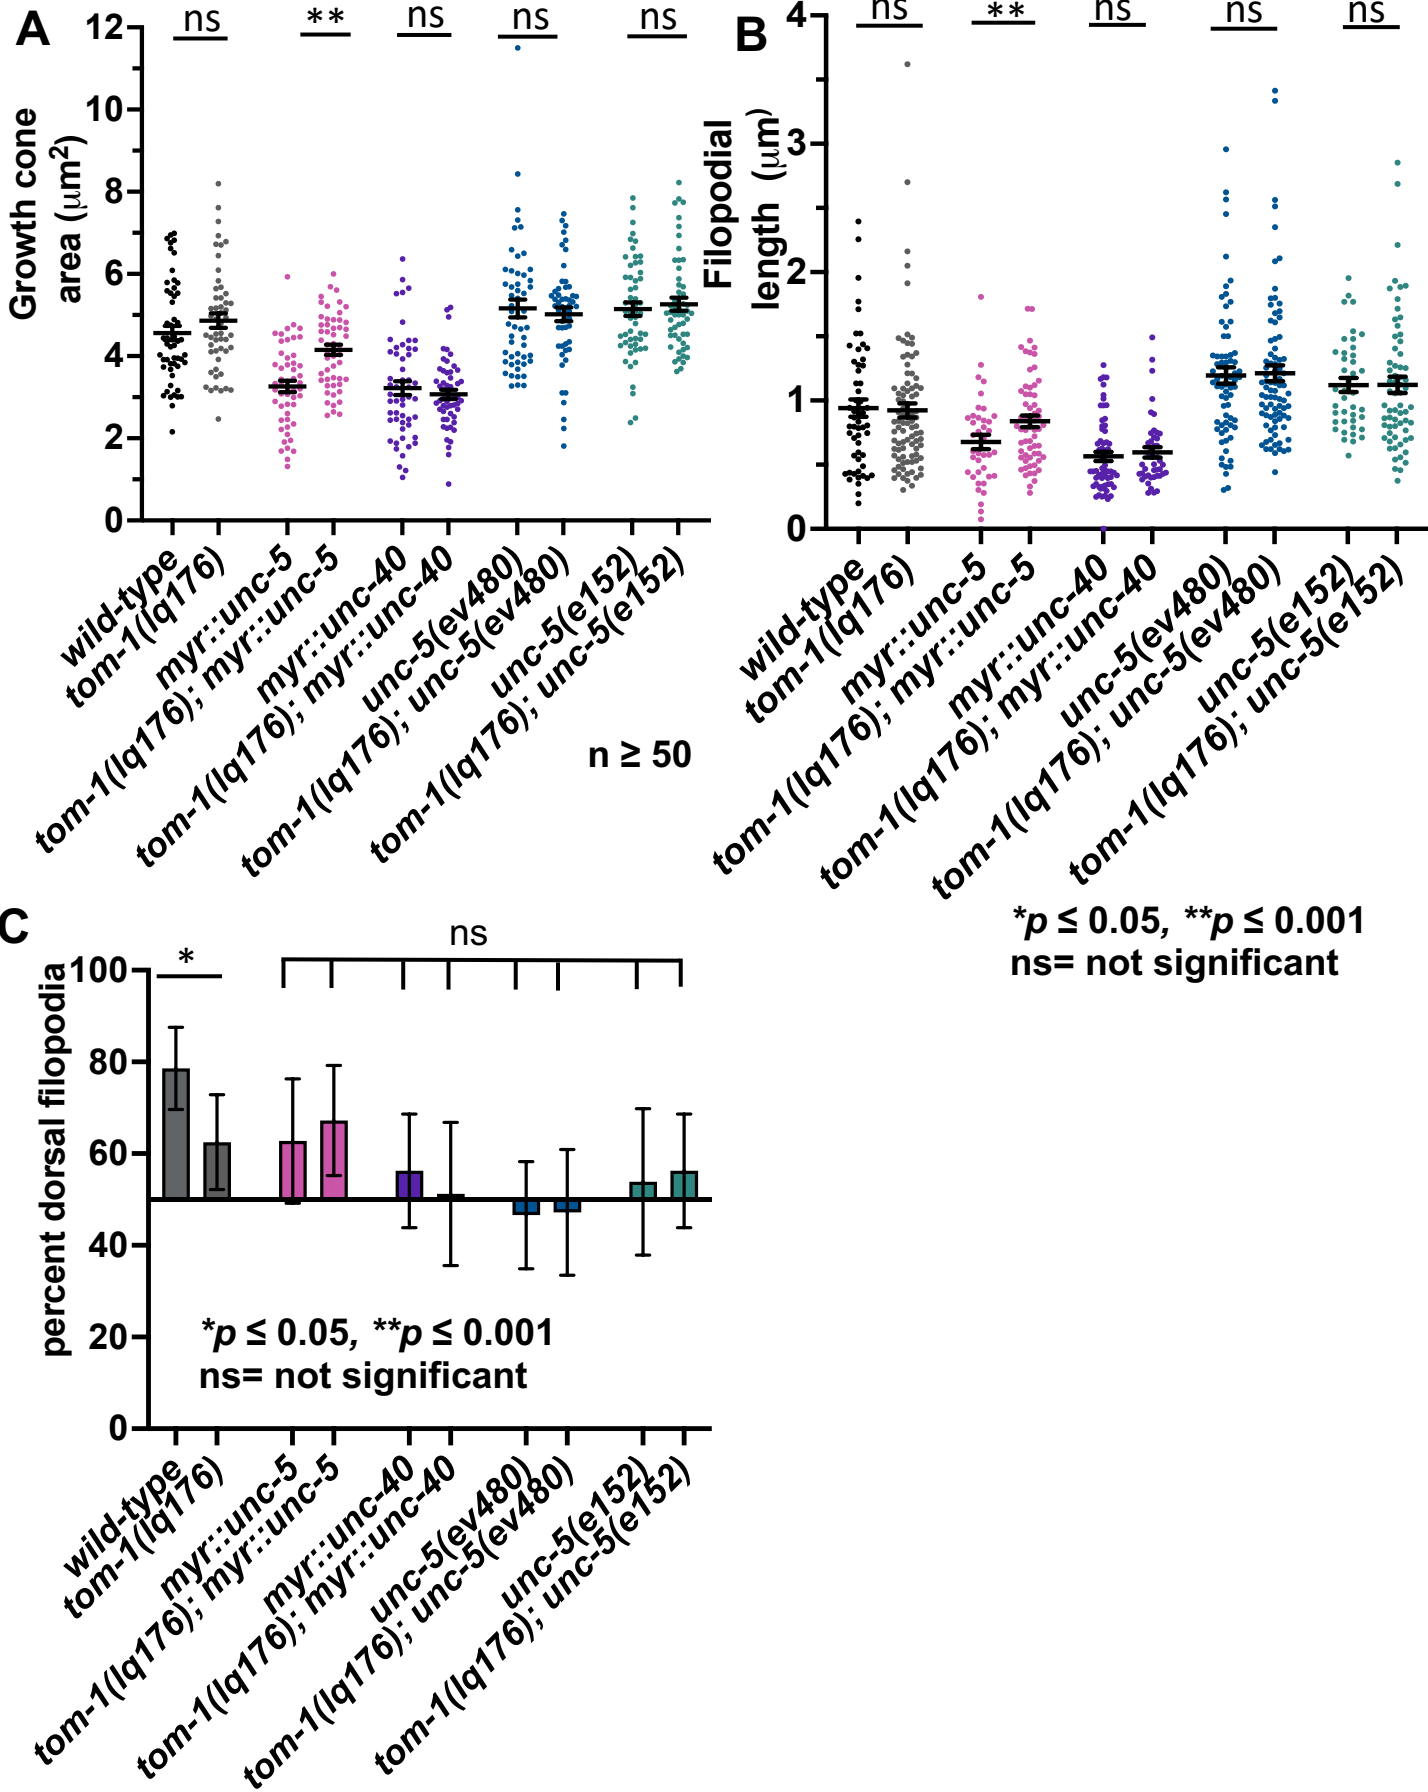 A
Growth cone
area (μm²)
12
10
8
6
4
2
0
ns
**
ns
ns
ns
wild-type
tom-1(lq176)
myr::unc-5
tom-1(lq176); myr::unc-5
myr::unc-40
tom-1(lq176); myr::unc-40
unc-5(ev480)
tom-1(lq176); unc-5(ev480)
unc-5(e152)
tom-1(lq176); unc-5(e152)
n ≥ 50
B
Filopodial
length (μm)
4
3
2
1
0
ns
**
ns
ns
ns
wild-type
tom-1(lq176)
myr::unc-5
tom-1(lq176); myr::unc-5
myr::unc-40
tom-1(lq176); myr::unc-40
unc-5(ev480)
tom-1(lq176); unc-5(ev480)
unc-5(e152)
tom-1(lq176); unc-5(e152)
*p ≤ 0.05, **p ≤ 0.001
ns= not significant
C
percent dorsal filopodia
100
80
60
40
20
0
*
ns
*p ≤ 0.05, **p ≤ 0.001
ns= not significant
wild-type
tom-1(lq176)
myr::unc-5
tom-1(lq176); myr::unc-5
myr::unc-40
tom-1(lq176); myr::unc-40
unc-5(ev480)
tom-1(lq176); unc-5(ev480)
unc-5(e152)
tom-1(lq176); unc-5(e152)